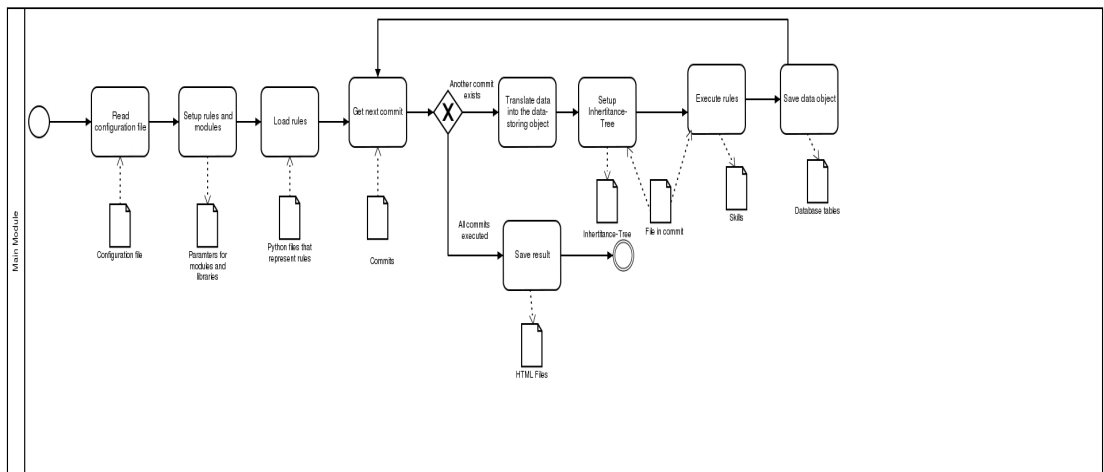 Main Module
Read
configuration file
Setup rules and
modules
Load rules
Get next commit
X
Another commit
exists
Translate data
into the data-
storing object
Setup
Inhertitance-
Tree
Execute rules
Save data object
Configuration file
Paramters for
modules and
libraries
Python files that
represent rules
Commits
All commits
executed
Save result
Inhertitance-Tree
File in commit
Skills
Database tables
HTML Files